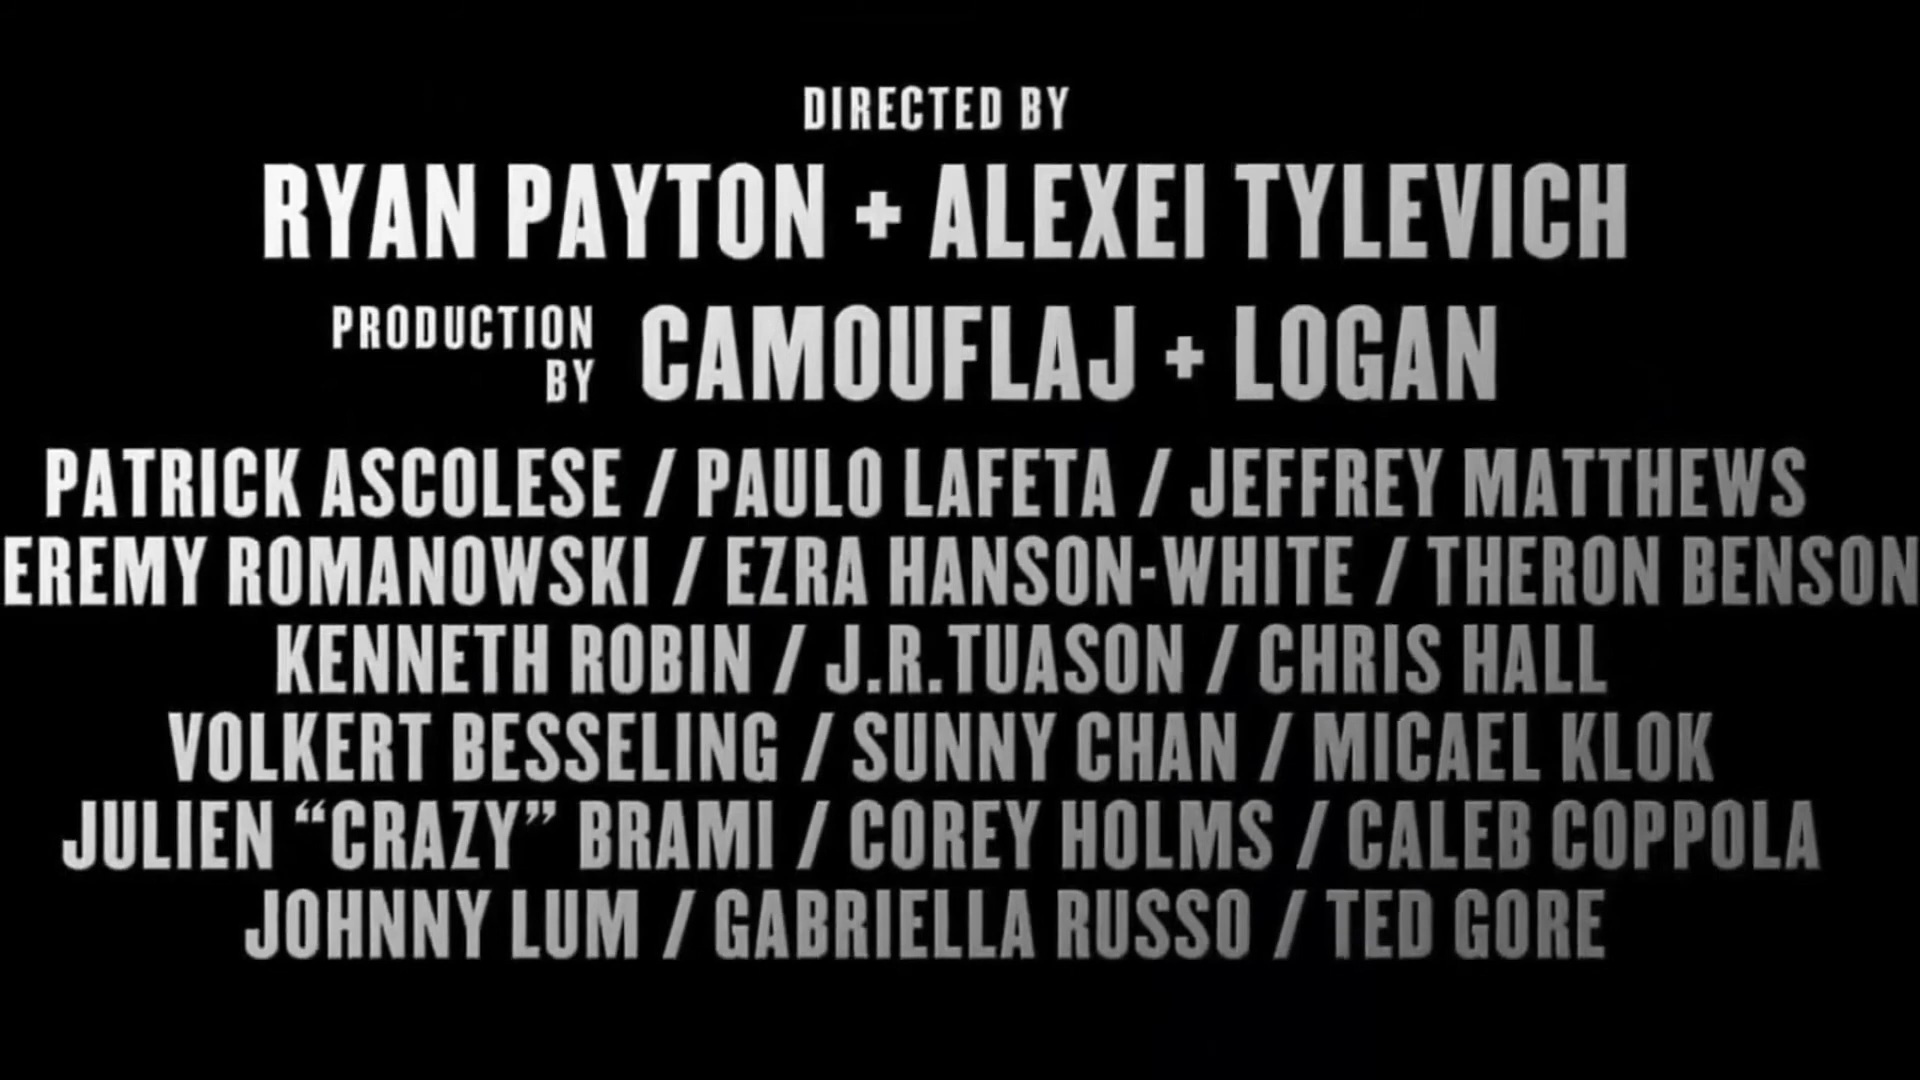 DIRECTED BY
RYAN PAYTON + ALEXEI TYLEVICH
PRODUCTION BY CAMOUFLAJ + LOGAN
PATRICK ASCOLESE / PAULO LAFETA / JEFFREY MATTHEWS
EREMY ROMANOWSKI / EZRA HANSON-WHITE / THERON BENSON
KENNETH ROBIN / J.R.TUASON / CHRIS HALL
VOLKERT BESSELING / SUNNY CHAN / MICAEL KLOK
JULIEN “CRAZY” BRAMI / COREY HOLMS / CALEB COPPOLA
JOHNNY LUM / GABRIELLA RUSSO / TED GORE